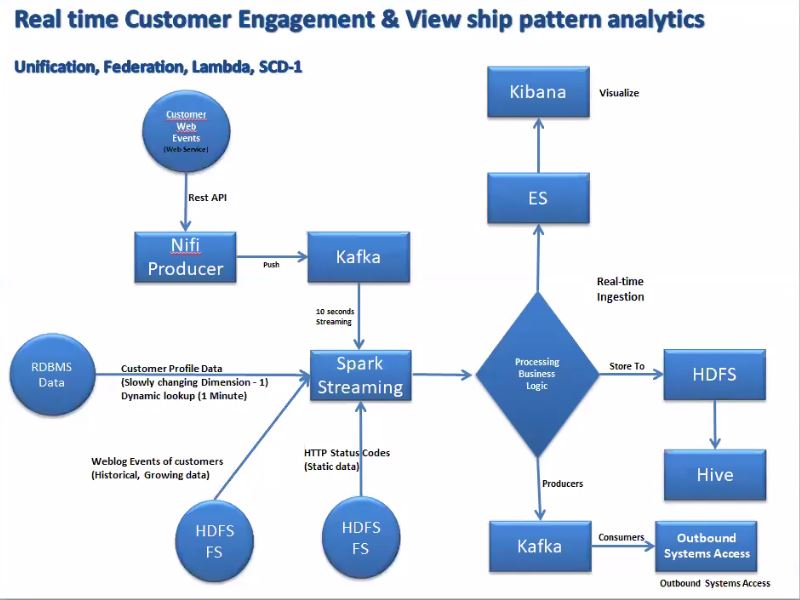 Real time Customer Engagement & View ship pattern analytics
Unification, Federation, Lambda, SCD-1
Customer
Web
Events
(Web Service)
Rest API
Nifi
Producer
Push
Kafka
10 seconds
Streaming
RDBMS
Data
Customer Profile Data
(Slowly changing Dimension - 1)
Dynamic lookup (1 Minute)
Spark
Streaming
Weblog Events of customers
(Historical, Growing data)
HTTP Status Codes
(Static data)
HDFS
FS
HDFS
FS
Kibana
Visualize
ES
Real-time
Ingestion
Processing
Business
Logic
Store To
HDFS
Hive
Producers
Kafka
Consumers
Outbound
Systems Access
Outbound Systems Access